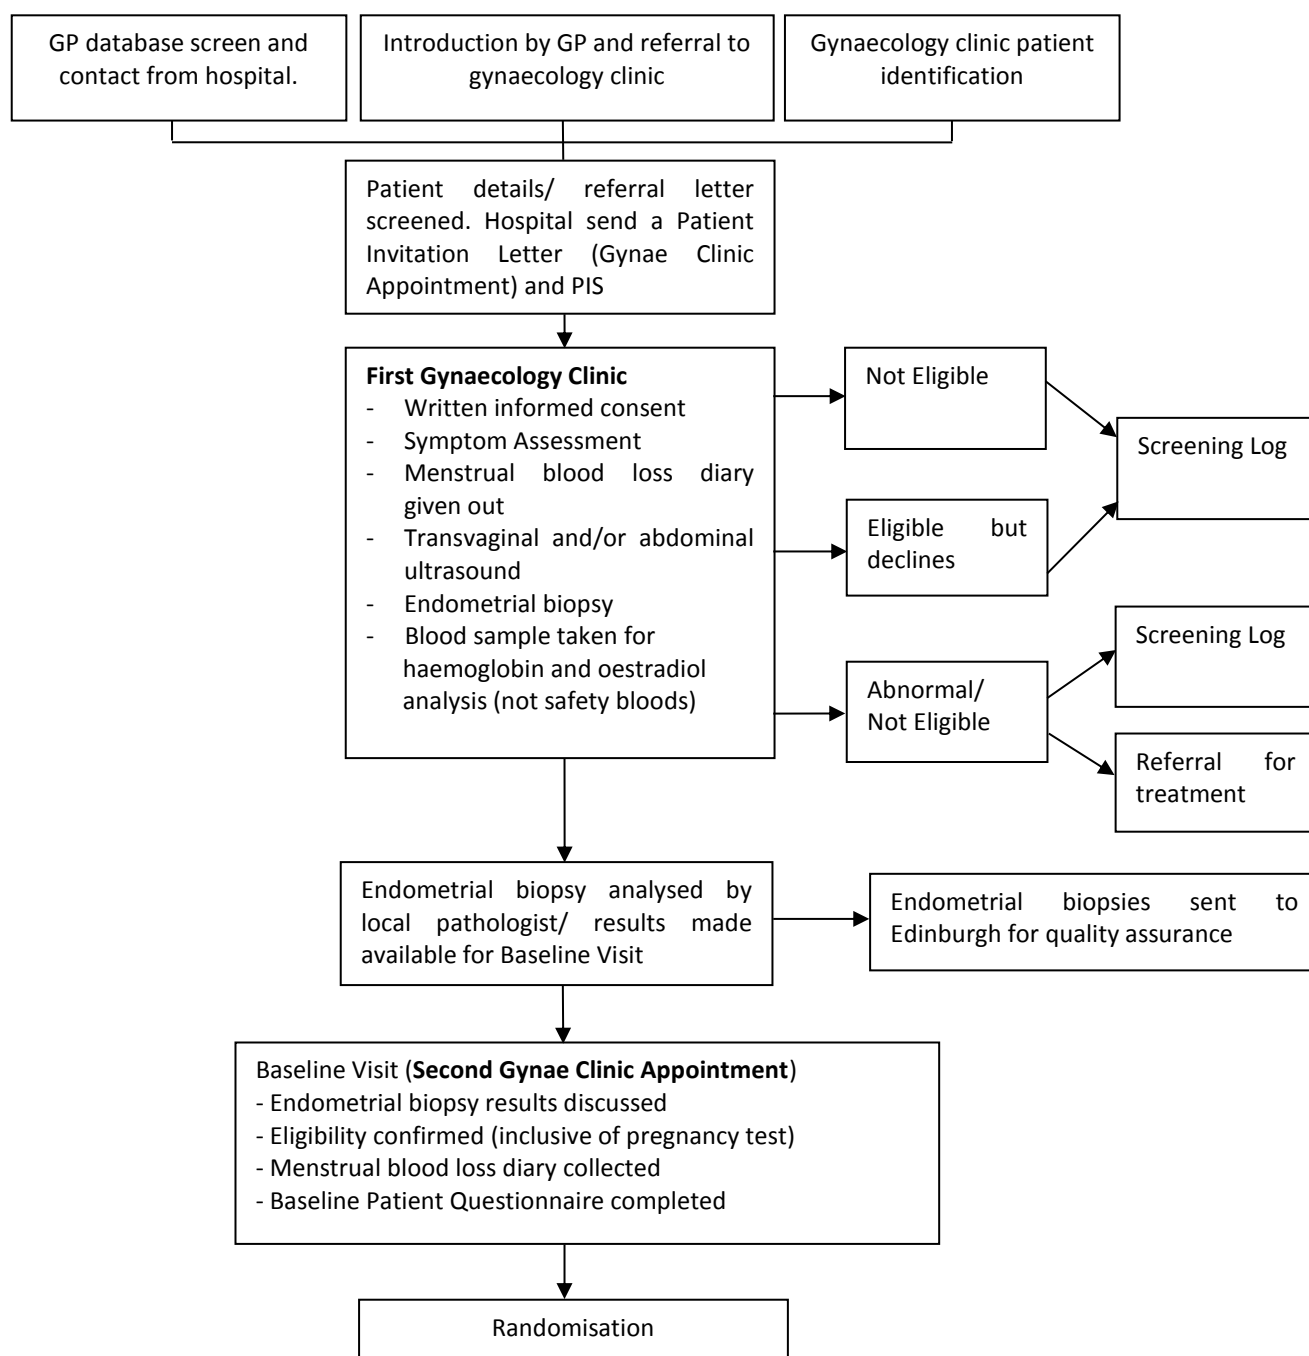 GP database screen and
contact from hospital.
Introduction by GP and referral to
gynaecology clinic
Gynaecology clinic patient
identification
Patient details/ referral letter
screened. Hospital send a Patient
Invitation Letter (Gynae Clinic
Appointment) and PIS
First Gynaecology Clinic
- Written informed consent
- Symptom Assessment
- Menstrual blood loss diary
given out
- Transvaginal and/or abdominal
ultrasound
- Endometrial biopsy
- Blood sample taken for
haemoglobin and oestradiol
analysis (not safety bloods)
Not Eligible
Eligible but
declines
Screening Log
Abnormal/
Not Eligible
Screening Log
Referral for
treatment
Endometrial biopsy analysed by
local pathologist/ results made
available for Baseline Visit
Endometrial biopsies sent to
Edinburgh for quality assurance
Baseline Visit (Second Gynae Clinic Appointment)
- Endometrial biopsy results discussed
- Eligibility confirmed (inclusive of pregnancy test)
- Menstrual blood loss diary collected
- Baseline Patient Questionnaire completed
Randomisation